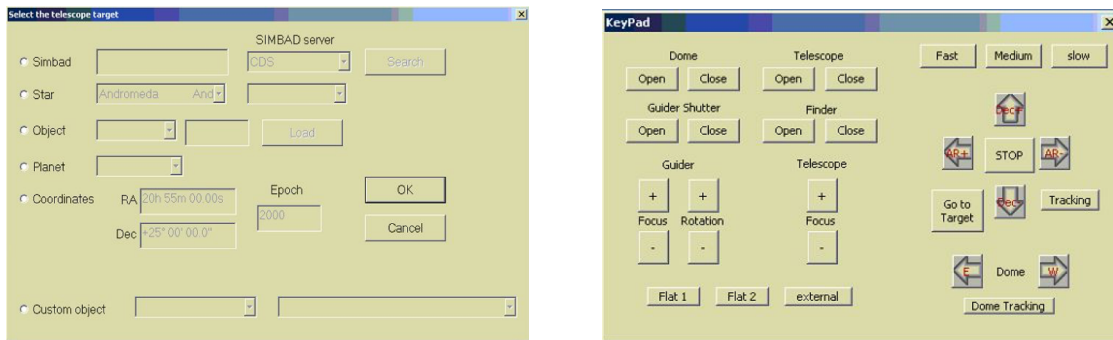 Select the telescope target
SIMBAD server
Simbad CDS Search
Star Andromeda And
Object Load
Planet
Coordinates RA 20h 55m 00.00s Epoch OK
2000
Dec +25° 00' 00.0" Cancel
Custom object
KeyPad
Dome Telescope Fast Medium slow
Open Close Open Close
Guider Shutter Finder Dec+
Open Close Open Close
AR+ STOP AR-
Guider Telescope
+ + +
Go to Target Dec- Tracking
Focus Rotation Focus
- - -
E Dome W
Flat 1 Flat 2 external
Dome Tracking